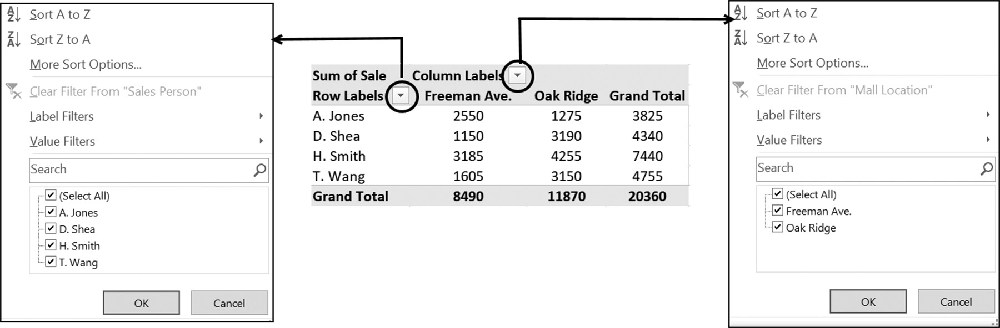 Sort A to Z
Sort Z to A
More Sort Options...
Clear Filter From "Sales Person"
Label Filters
Value Filters
Search
(Select All)
A. Jones
D. Shea
H. Smith
T. Wang
OK Cancel
Sum of Sale Column Labels
Row Labels Freeman Ave. Oak Ridge Grand Total
A. Jones 2550 1275 3825
D. Shea 1150 3190 4340
H. Smith 3185 4255 7440
T. Wang 1605 3150 4755
Grand Total 8490 11870 20360
Sort A to Z
Sort Z to A
More Sort Options...
Clear Filter From "Mall Location"
Label Filters
Value Filters
Search
(Select All)
Freeman Ave.
Oak Ridge
OK Cancel